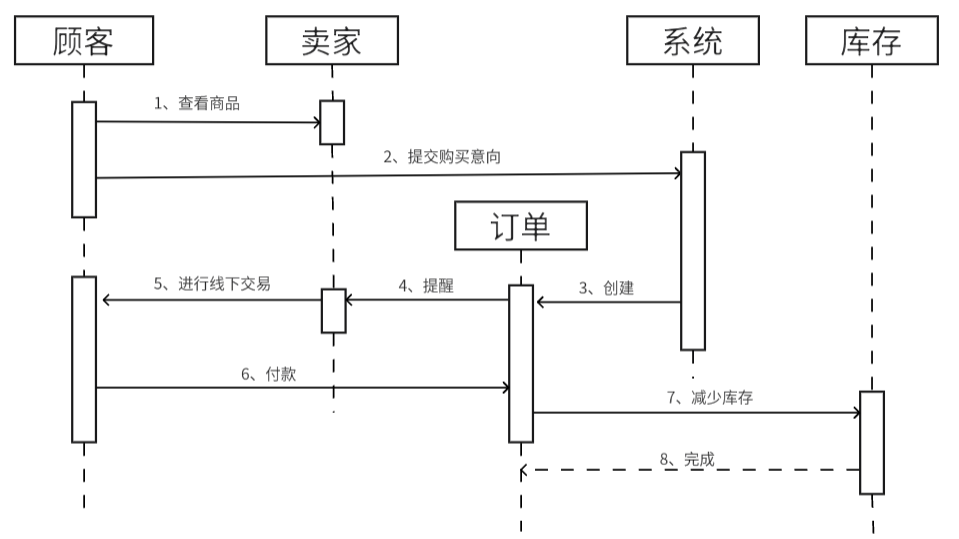 顾客
卖家
系统
库存
1、查看商品
2、提交购买意向
订单
5、进行线下交易
4、提醒
3、创建
6、付款
7、减少库存
8、完成